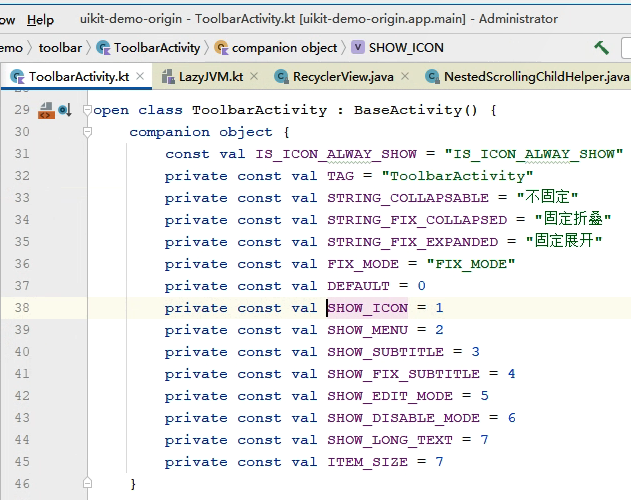 ow Help uikit-demo-origin - ToolbarActivity.kt [uikit-demo-origin.app.main] - Administrator
emo toolbar ToolbarActivity companion object SHOW_ICON
ToolbarActivity.kt LazyJVM.kt RecyclerView.java NestedScrollingChildHelper.java
29 open class ToolbarActivity : BaseActivity() {
30 companion object {
31 const val IS_ICON_ALWAY_SHOW = "IS_ICON_ALWAY_SHOW"
32 private const val TAG = "ToolbarActivity"
33 private const val STRING_COLLAPSABLE = "不固定"
34 private const val STRING_FIX_COLLAPSED = "固定折叠"
35 private const val STRING_FIX_EXPANDED = "固定展开"
36 private const val FIX_MODE = "FIX_MODE"
37 private const val DEFAULT = 0
38 private const val SHOW_ICON = 1
39 private const val SHOW_MENU = 2
40 private const val SHOW_SUBTITLE = 3
41 private const val SHOW_FIX_SUBTITLE = 4
42 private const val SHOW_EDIT_MODE = 5
43 private const val SHOW_DISABLE_MODE = 6
44 private const val SHOW_LONG_TEXT = 7
45 private const val ITEM_SIZE = 7
46 }